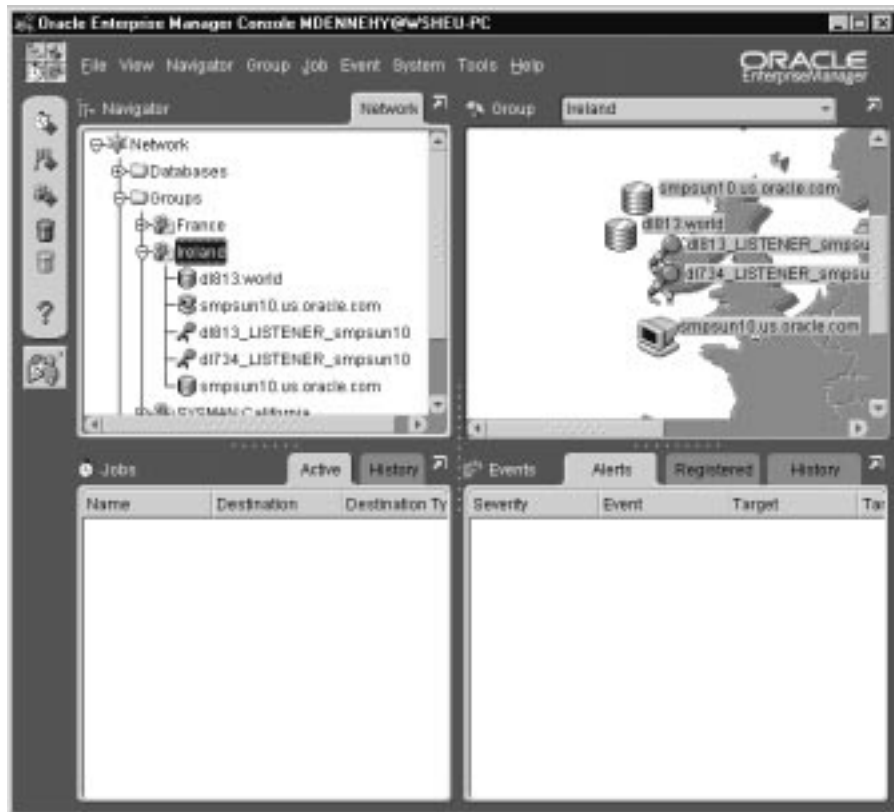 Oracle Enterprise Manager Console MDENNEHY@WSHEU-PC
File View Navigator Group Job Event System Tools Help
ORACLE
EnterpriseManager
Navigator
Network
Group
Ireland
Network
Databases
Groups
France
Ireland
dl813.world
smpsun10.us.oracle.com
dl813_LISTENER_smpsun10
dl734_LISTENER_smpsun10
smpsun10.us.oracle.com
SYSMAN:California
smpsun10.us.oracle.com
dl813.world
dl813_LISTENER_smpsu
dl734_LISTENER_smpsu
smpsun10.us.oracle.com
Jobs
Active
History
Name
Destination
Destination Ty
Events
Alerts
Registered
History
Severity
Event
Target
Tar